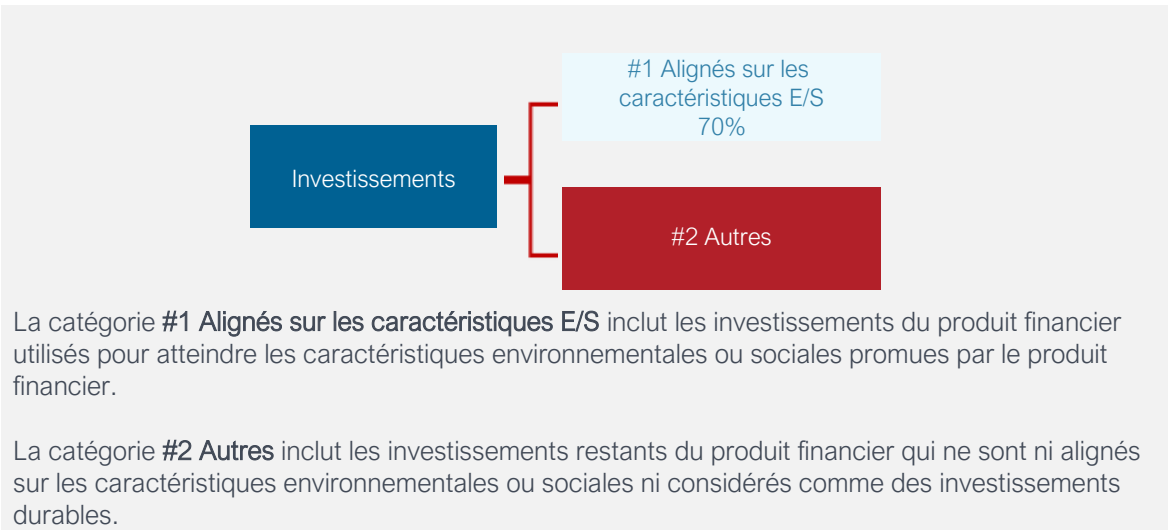 #1 Alignés sur les
caractéristiques E/S
70%
Investissements
#2 Autres
La catégorie #1 Alignés sur les caractéristiques E/S inclut les investissements du produit financier
utilisés pour atteindre les caractéristiques environnementales ou sociales promues par le produit
financier.
La catégorie #2 Autres inclut les investissements restants du produit financier qui ne sont ni alignés
sur les caractéristiques environnementales ou sociales ni considérés comme des investissements
durables.